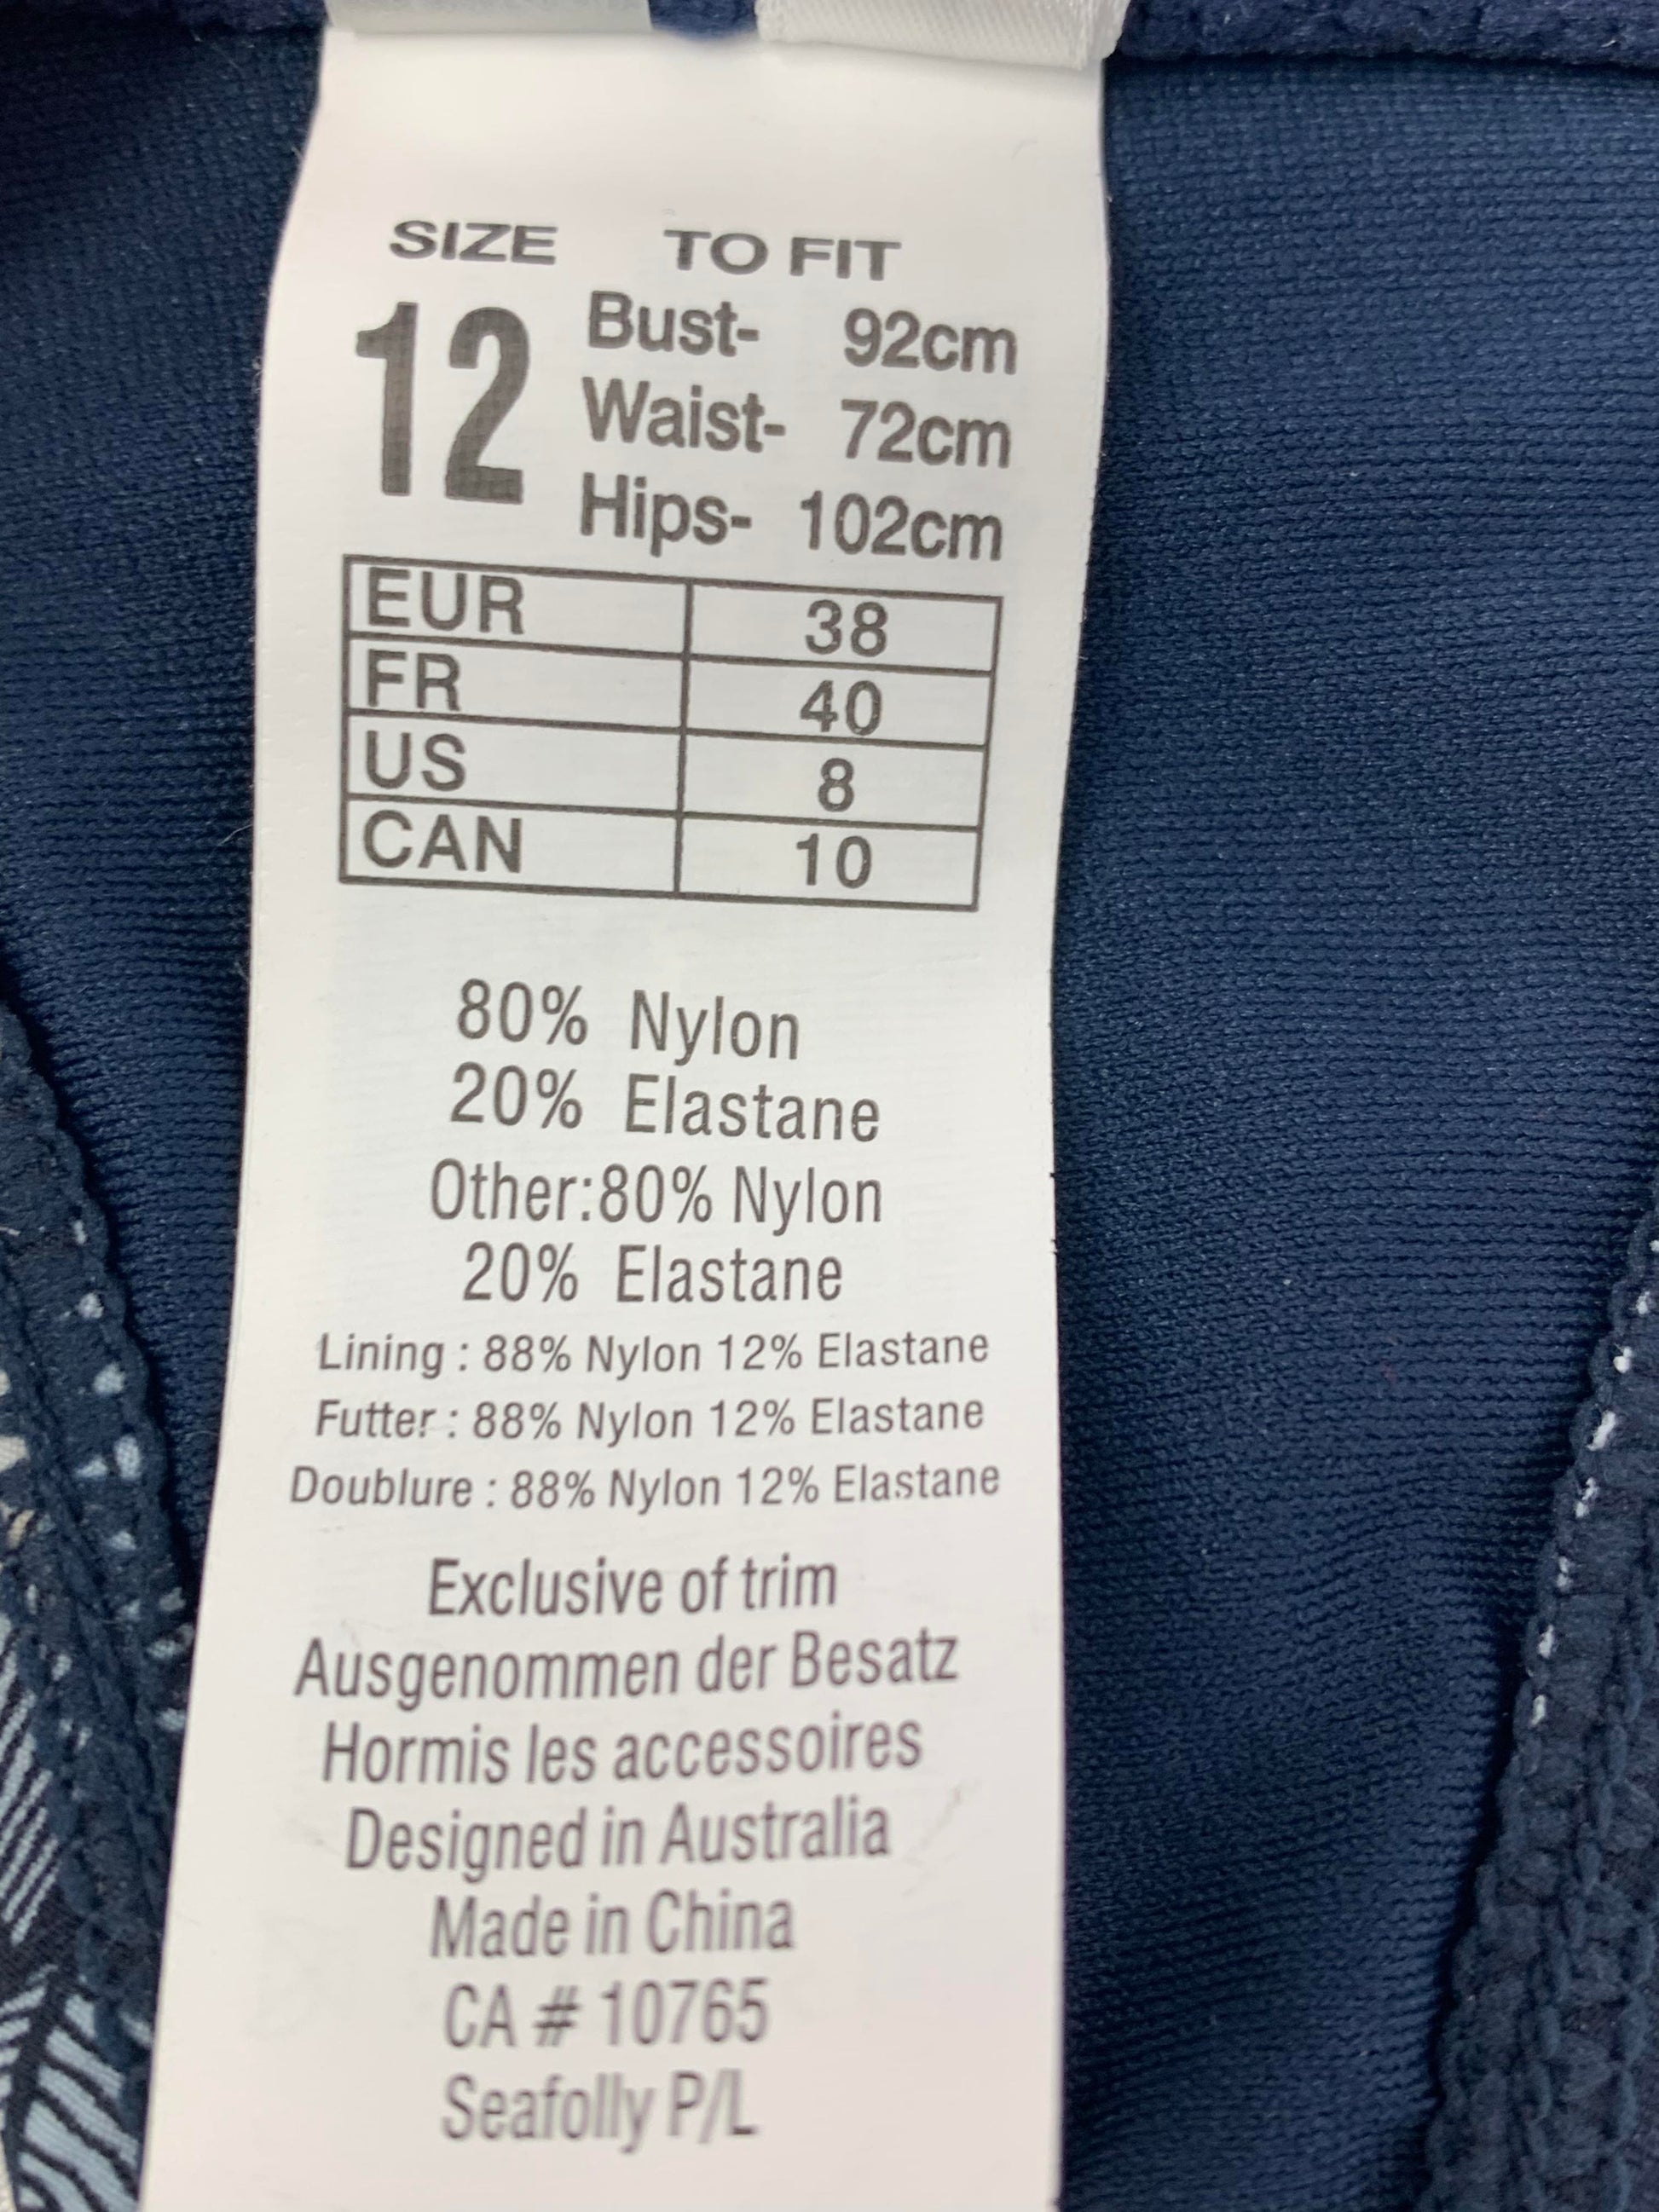 SIZE TO FIT
12 Bust- 92cm
Waist- 72cm
Hips- 102cm
EUR 38
FR 40
US 8
CAN 10
80% Nylon
20% Elastane
Other:80% Nylon
20% Elastane
Lining : 88% Nylon 12% Elastane
Futter : 88% Nylon 12% Elastane
Doublure : 88% Nylon 12% Elastane
Exclusive of trim
Ausgenommen der Besatz
Hormis les accessoires
Designed in Australia
Made in China
CA # 10765
Seafolly P/L